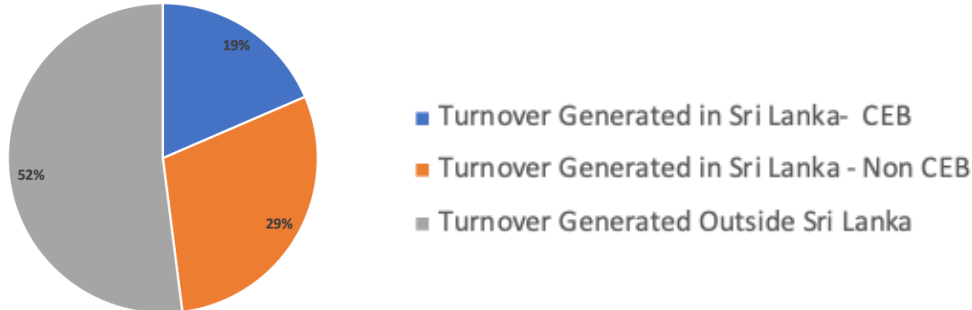 19%
52%
29%
Turnover Generated in Sri Lanka-  CEB
Turnover Generated in Sri Lanka - Non CEB
Turnover Generated Outside Sri Lanka